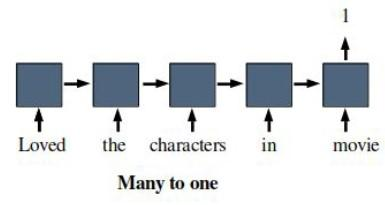 1
Loved the characters in movie
Many to one